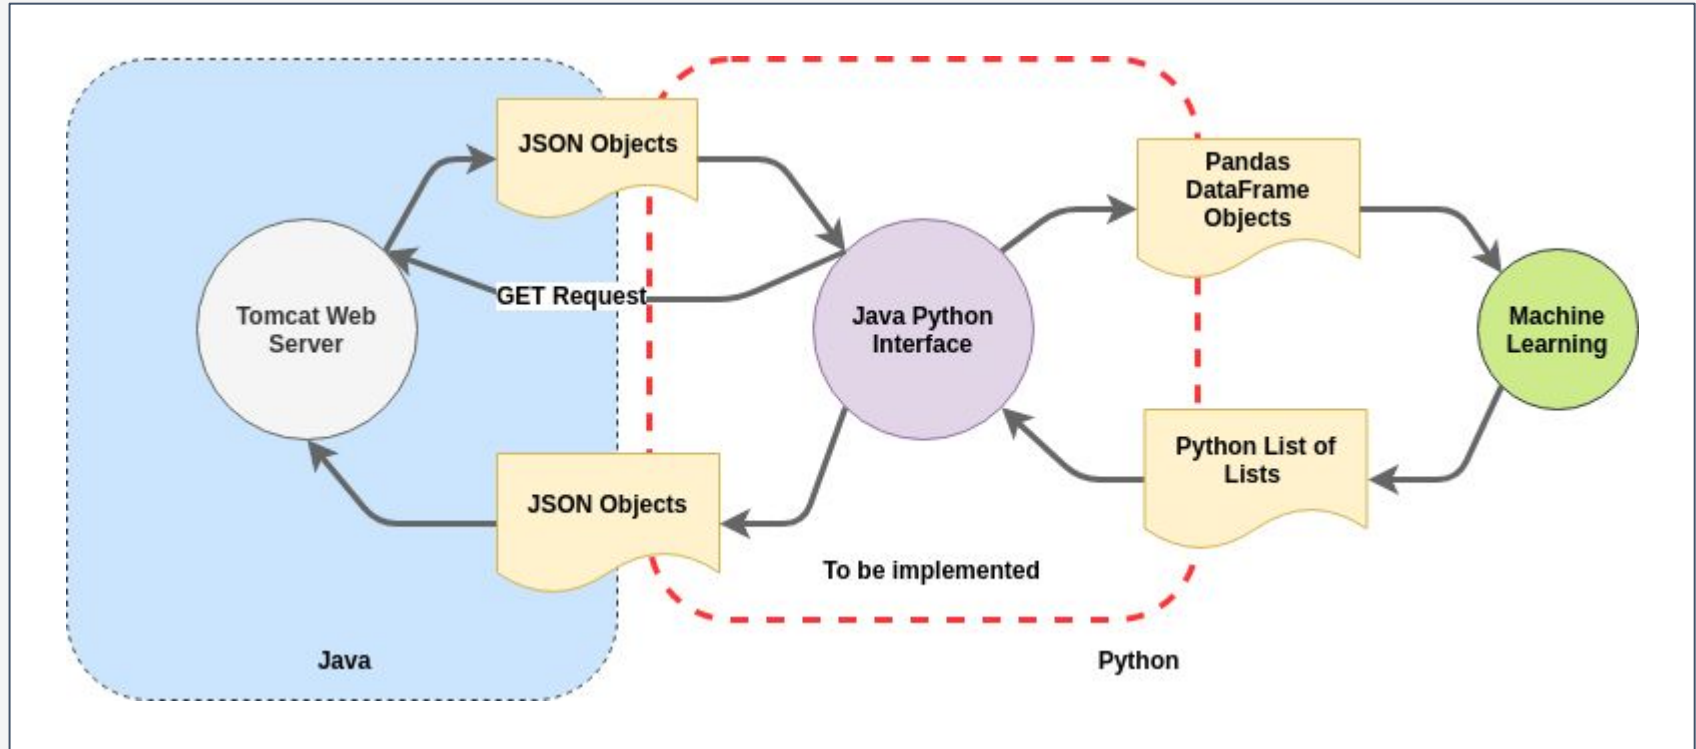 JSON Objects
Pandas
DataFrame
Objects
GET Request
Tomcat Web
Server
Java Python
Interface
Machine
Learning
Python List of
Lists
JSON Objects
To be implemented
Java
Python